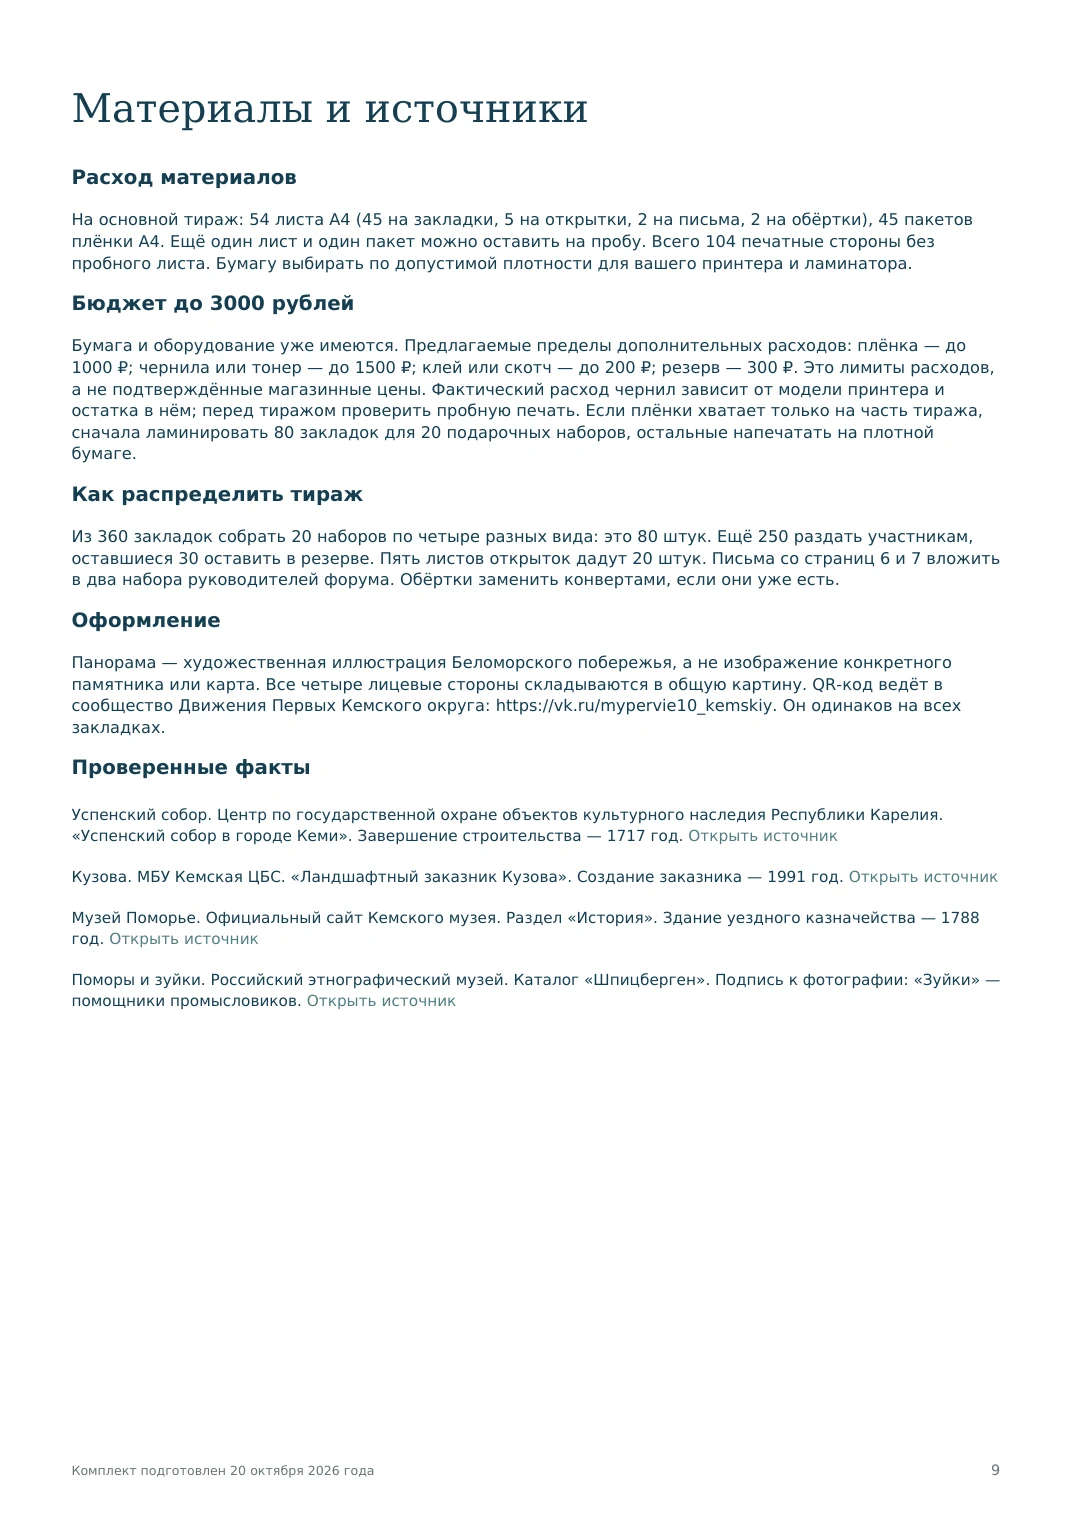 Материалы и источники
Расход материалов
На основной тираж: 54 листа А4 (45 на закладки, 5 на открытки, 2 на письма, 2 на обёртки), 45 пакетов
плёнки А4. Ещё один лист и один пакет можно оставить на пробу. Всего 104 печатные стороны без
пробного листа. Бумагу выбирать по допустимой плотности для вашего принтера и ламинатора.
Бюджет до 3000 рублей
Бумага и оборудование уже имеются. Предлагаемые пределы дополнительных расходов: плёнка — до
1000 ₽; чернила или тонер — до 1500 ₽; клей или скотч — до 200 ₽; резерв — 300 ₽. Это лимиты расходов,
а не подтверждённые магазинные цены. Фактический расход чернил зависит от модели принтера и
остатка в нём; перед тиражом проверить пробную печать. Если плёнки хватает только на часть тиража,
сначала ламинировать 80 закладок для 20 подарочных наборов, остальные напечатать на плотной
бумаге.
Как распределить тираж
Из 360 закладок собрать 20 наборов по четыре разных вида: это 80 штук. Ещё 250 раздать участникам,
оставшиеся 30 оставить в резерве. Пять листов открыток дадут 20 штук. Письма со страниц 6 и 7 вложить
в два набора руководителей форума. Обёртки заменить конвертами, если они уже есть.
Оформление
Панорама — художественная иллюстрация Беломорского побережья, а не изображение конкретного
памятника или карта. Все четыре лицевые стороны складываются в общую картину. QR-код ведёт в
сообщество Движения Первых Кемского округа: https://vk.ru/mypervie10_kemskiy. Он одинаков на всех
закладках.
Проверенные факты
Успенский собор. Центр по государственной охране объектов культурного наследия Республики Карелия.
«Успенский собор в городе Кеми». Завершение строительства — 1717 год. Открыть источник
Кузова. МБУ Кемская ЦБС. «Ландшафтный заказник Кузова». Создание заказника — 1991 год. Открыть источник
Музей Поморье. Официальный сайт Кемского музея. Раздел «История». Здание уездного казначейства — 1788
год. Открыть источник
Поморы и зуйки. Российский этнографический музей. Каталог «Шпицберген». Подпись к фотографии: «Зуйки» —
помощники промысловиков. Открыть источник
Комплект подготовлен 20 октября 2026 года
9